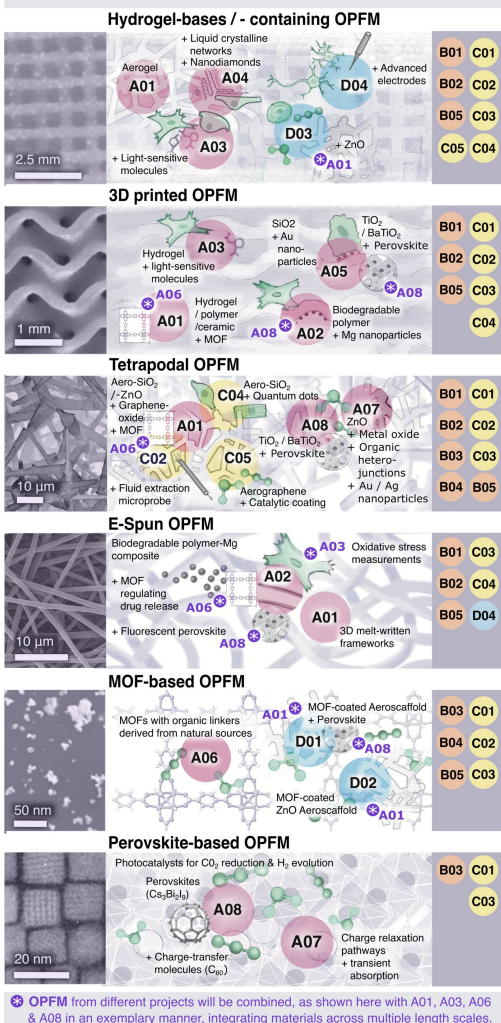 Hydrogel-bases / - containing OPFM
Aerogel
A01
+ Liquid crystalline
networks
+ Nanodiamonds
A04
D04
+ Advanced
electrodes
A03
+ Light-sensitive
molecules
D03
+ ZnO
A01
2.5 mm
B01 C01
B02 C02
B05 C03
C05 C04
3D printed OPFM
A03
Hydrogel
+ light-sensitive
molecules
SiO2
+ Au
nano-
particles
TiO2
/ BaTiO2
+ Perovskite
A05
A08
A06
A01
Hydrogel
/ polymer
/ceramic
+ MOF
A08
A02
Biodegradable
polymer
+ Mg nanoparticles
1 mm
B01 C01
B02 C02
B05 C03
C04
Tetrapodal OPFM
Aero-SiO2
/-ZnO
+ Graphene-
oxide
+ MOF
A06
A01
C04
Aero-SiO2
+ Quantum dots
C02
C05
+ Fluid extraction
microprobe
Aerographene
+ Catalytic coating
TiO2 / BaTiO2
+ Perovskite
A08
A07
ZnO
+ Metal oxide
+ Organic
hetero-
junctions
+ Au / Ag
nanoparticles
10 µm
B01 C01
B02 C02
B03 C03
B04 B05
E-Spun OPFM
Biodegradable polymer-Mg
composite
+ MOF
regulating
drug release
A06
+ Fluorescent perovskite
A08
A02
A03
Oxidative stress
measurements
A01
3D melt-written
frameworks
10 µm
B01 C03
B02 C04
B05 D04
MOF-based OPFM
MOFs with organic linkers
derived from natural sources
A06
A01
MOF-coated Aeroscaffold
+ Perovskite
D01
A08
D02
MOF-coated
ZnO Aeroscaffold
A01
50 nm
B03 C01
B04 C02
B05 C03
Perovskite-based OPFM
Photocatalysts for C02 reduction & H2 evolution
Perovskites
(Cs3Bi2I9)
A08
+ Charge-transfer
molecules (C60)
A07
Charge relaxation
pathways
+ transient
absorption
20 nm
B03 C01
C03
OPFM from different projects will be combined, as shown here with A01, A03, A06
& A08 in an exemplary manner, integrating materials across multiple length scales.